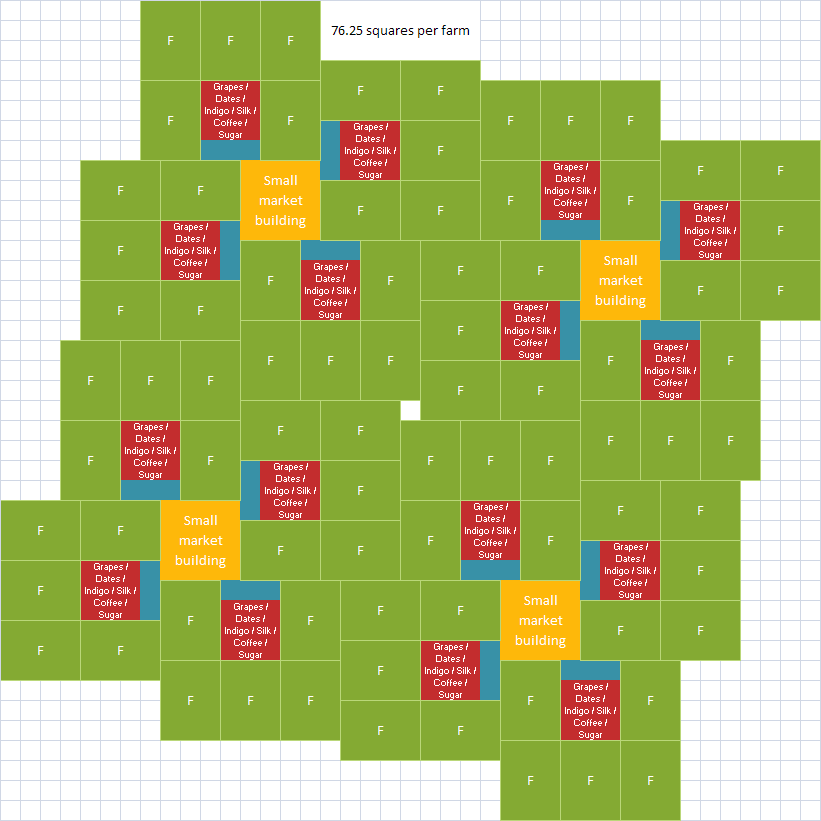 76.25 squares per farm
F F F
F
Grapes /
Dates /
Indigo / Silk /
Coffee /
Sugar
F
F F
Grapes /
Dates /
Indigo / Silk /
Coffee /
Sugar
F
F F
F F F
F
Grapes /
Dates /
Indigo / Silk /
Coffee /
Sugar
F
F F
Grapes /
Dates /
Indigo / Silk /
Coffee /
Sugar
F
F F
F F
F
Grapes /
Dates /
Indigo / Silk /
Coffee /
Sugar
F F
Small
market
building
F
Grapes /
Dates /
Indigo / Silk /
Coffee /
Sugar
F
F F F
F F
F
Grapes /
Dates /
Indigo / Silk /
Coffee /
Sugar
F F
Small
market
building
F
Grapes /
Dates /
Indigo / Silk /
Coffee /
Sugar
F
F F F
F F F
F
Grapes /
Dates /
Indigo / Silk /
Coffee /
Sugar
F
F F
Grapes /
Dates /
Indigo / Silk /
Coffee /
Sugar
F
F F
F F F
F
Grapes /
Dates /
Indigo / Silk /
Coffee /
Sugar
F
F F
Grapes /
Dates /
Indigo / Silk /
Coffee /
Sugar
F
F F
F F
F
Grapes /
Dates /
Indigo / Silk /
Coffee /
Sugar
F F
Small
market
building
F
Grapes /
Dates /
Indigo / Silk /
Coffee /
Sugar
F
F F F
F F
F
Grapes /
Dates /
Indigo / Silk /
Coffee /
Sugar
F F
Small
market
building
F
Grapes /
Dates /
Indigo / Silk /
Coffee /
Sugar
F
F F F